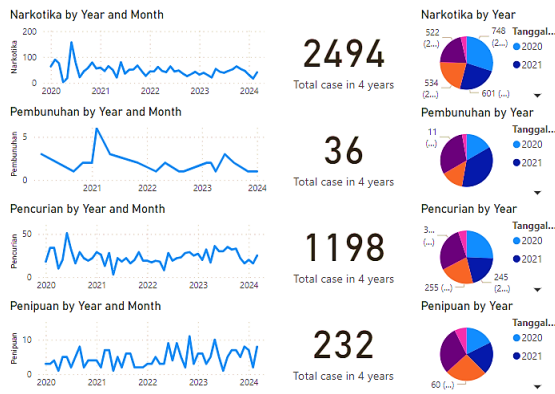 Narkotika by Year and Month
200
100
0
Narkotika
2020 2021 2022 2023 2024
2494
Total case in 4 years
Narkotika by Year
522
(2...)
748
(2...)
534
(2...)
601 (...)
Tanggal...
2020
2021
Pembunuhan by Year and Month
5
0
Pembunuhan
2021 2022 2023 2024
36
Total case in 4 years
Pembunuhan by Year
11
(...)
Tanggal...
2020
2021
Pencurian by Year and Month
50
0
Pencurian
2020 2021 2022 2023 2024
1198
Total case in 4 years
Pencurian by Year
3...
(...)
255 (...)
245
(2...)
Tanggal...
2020
2021
Penipuan by Year and Month
10
0
Penipuan
2020 2021 2022 2023 2024
232
Total case in 4 years
Penipuan by Year
60 (...)
Tanggal...
2020
2021